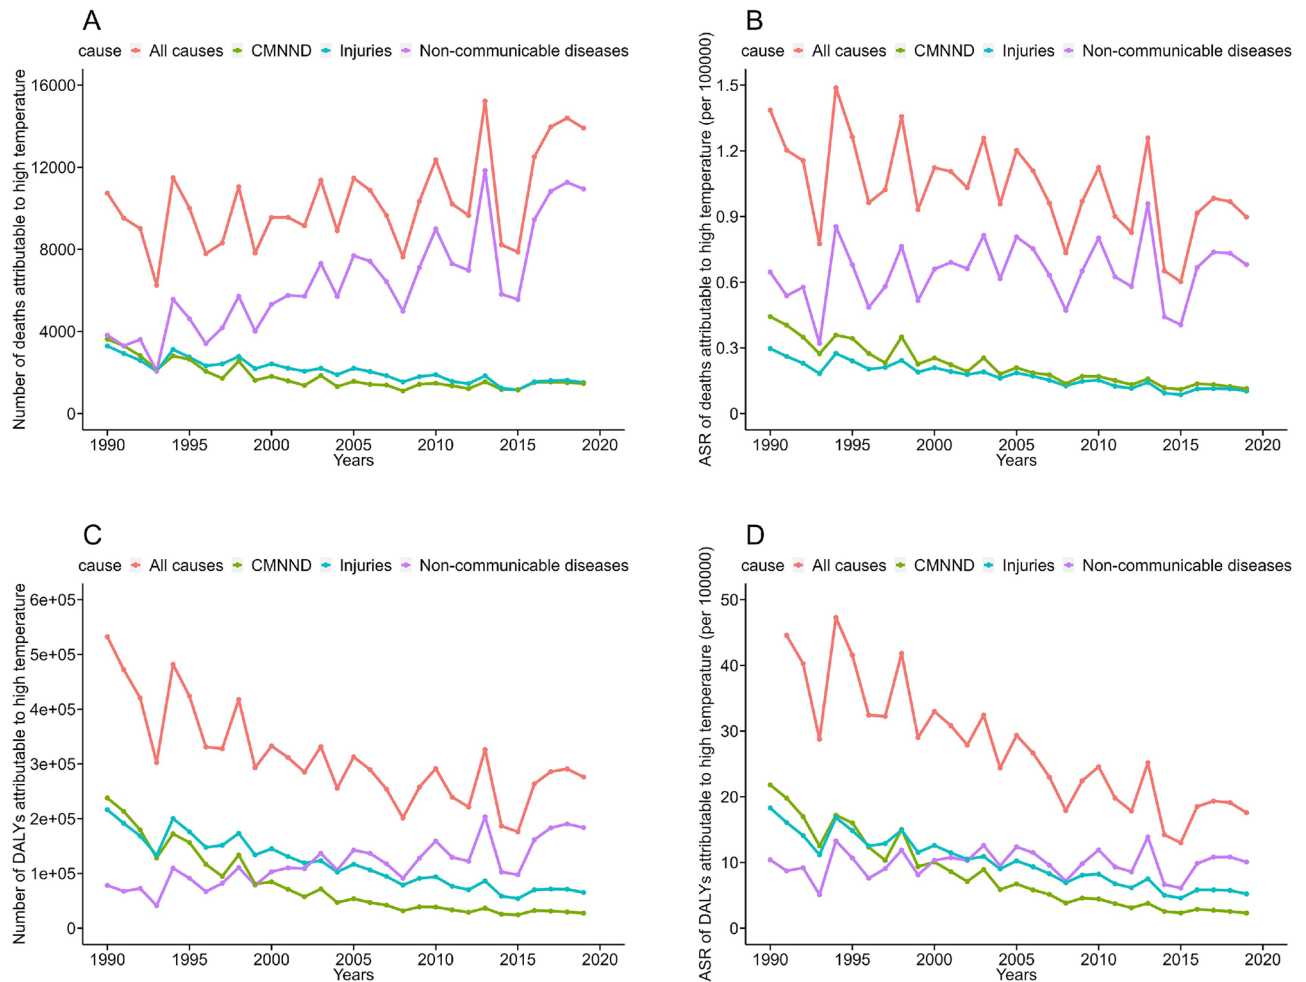 A
cause All causes CMNND Injuries Non-communicable diseases
Number of deaths attributable to high temperature
16000
12000
8000
4000
0
1990 1995 2000 2005 2010 2015 2020
Years
B
cause All causes CMNND Injuries Non-communicable diseases
ASR of deaths attributable to high temperature (per 100000)
1.5
1.2
0.9
0.6
0.3
0
1990 1995 2000 2005 2010 2015 2020
Years
C
cause All causes CMNND Injuries Non-communicable diseases
Number of DALYs attributable to high temperature
6e+05
5e+05
4e+05
3e+05
2e+05
1e+05
0
1990 1995 2000 2005 2010 2015 2020
Years
D
cause All causes CMNND Injuries Non-communicable diseases
ASR of DALYs attributable to high temperature (per 100000)
50
40
30
20
10
0
1990 1995 2000 2005 2010 2015 2020
Years